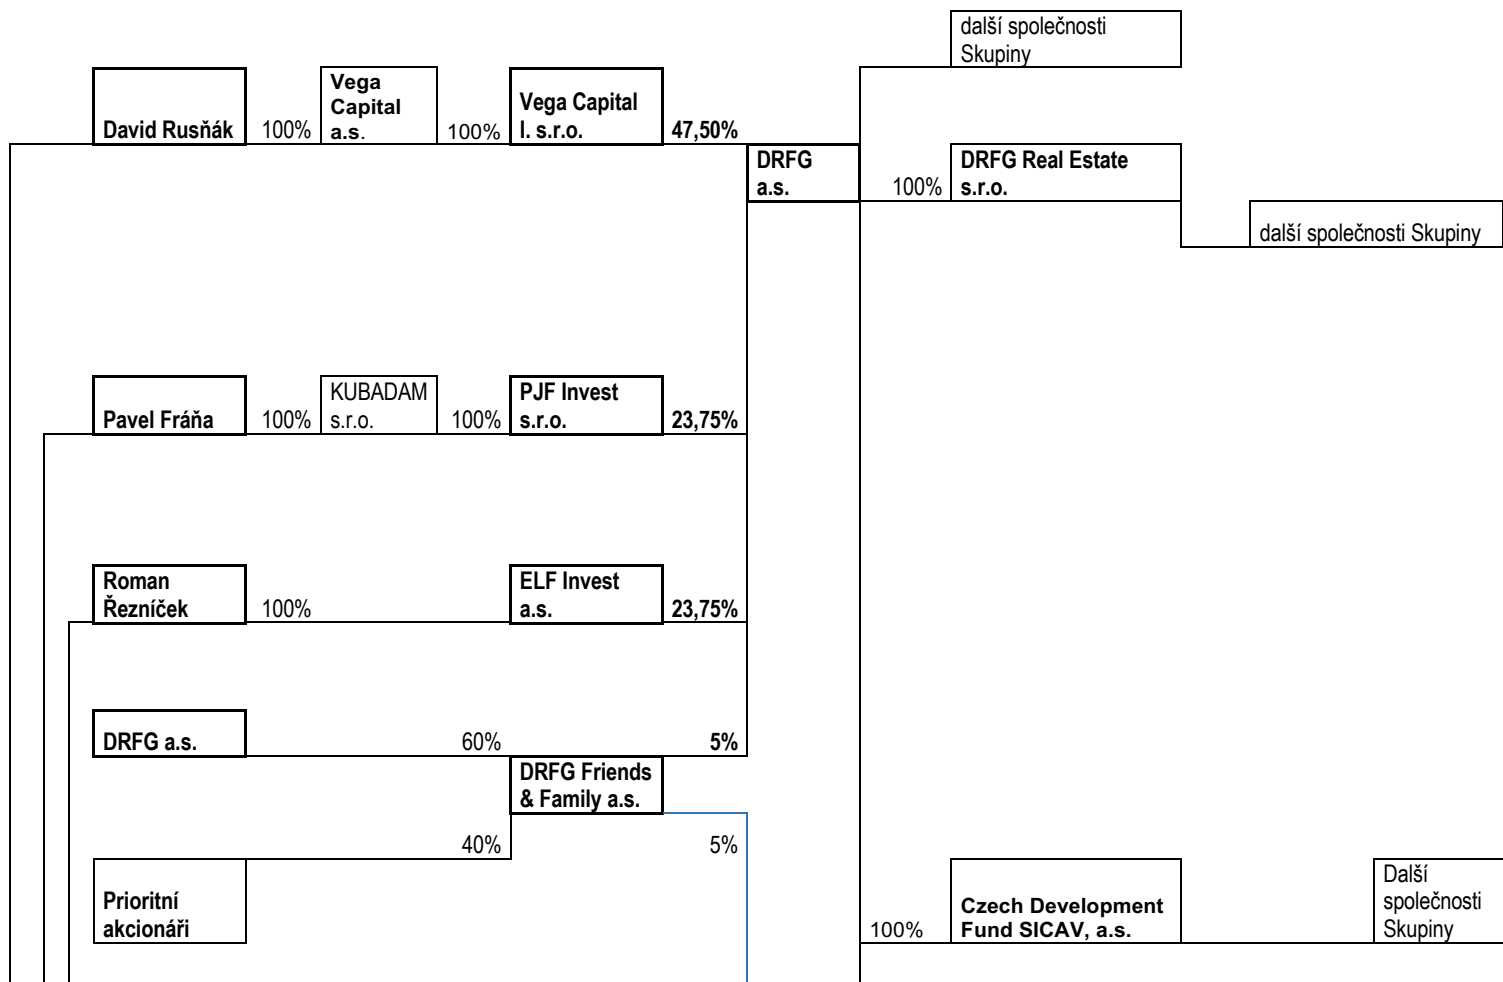 další společnosti
Skupiny
David Rusňák
100%
Vega
Capital
a.s.
100%
Vega Capital
I. s.r.o.
47,50%
DRFG
a.s.
100%
DRFG Real Estate
s.r.o.
další společnosti Skupiny
Pavel Fráňa
100%
KUBADAM
s.r.o.
100%
PJF Invest
s.r.o.
23,75%
Roman
Řezníček
100%
ELF Invest
a.s.
23,75%
DRFG a.s.
60%
5%
DRFG Friends
& Family a.s.
40%
5%
Prioritní
akcionáři
100%
Czech Development
Fund SICAV, a.s.
Další
společnosti
Skupiny